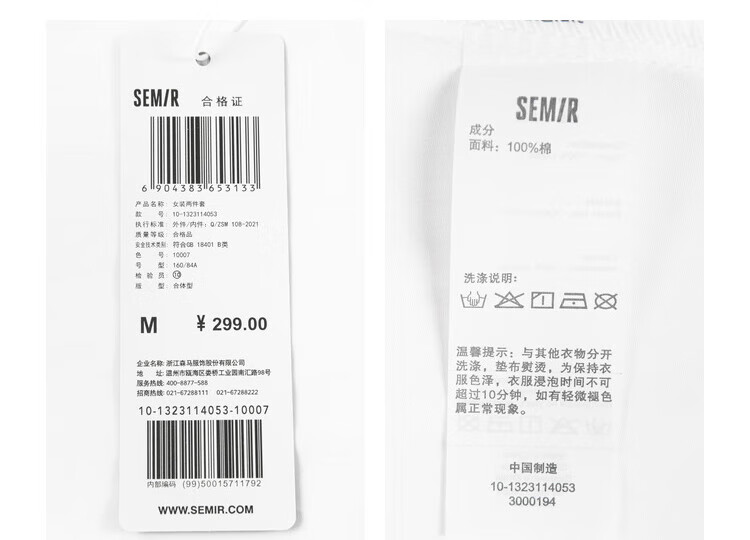 SEMIR 合格证
6 904383 653133
产品名称: 女装两件套
款 号: 10-1323114053
执行标准: 外件/内件: Q/ZSM 108-2021
质量等级: 合格品
安全技术类别: 符合GB 18401 B类
色 号: 10007
号 型: 160/84A
检 验 员: ⑩
版 型: 合体型
M ¥ 299.00
企业名称: 浙江森马服饰股份有限公司
地 址: 温州市瓯海区娄桥工业园南汇路98号
服务热线: 400-8877-588
招商热线: 021-67288111 021-67288222
10-1323114053-10007
内部编码 (99)50015711792
WWW.SEMIR.COM
SEMIR
成分
面料: 100%棉
洗涤说明:
温馨提示: 与其他衣物分开
洗涤, 垫布熨烫, 为保持衣
服色泽, 衣服浸泡时间不可
超过10分钟, 如有轻微褪色
属正常现象。
中国制造
10-1323114053
3000194